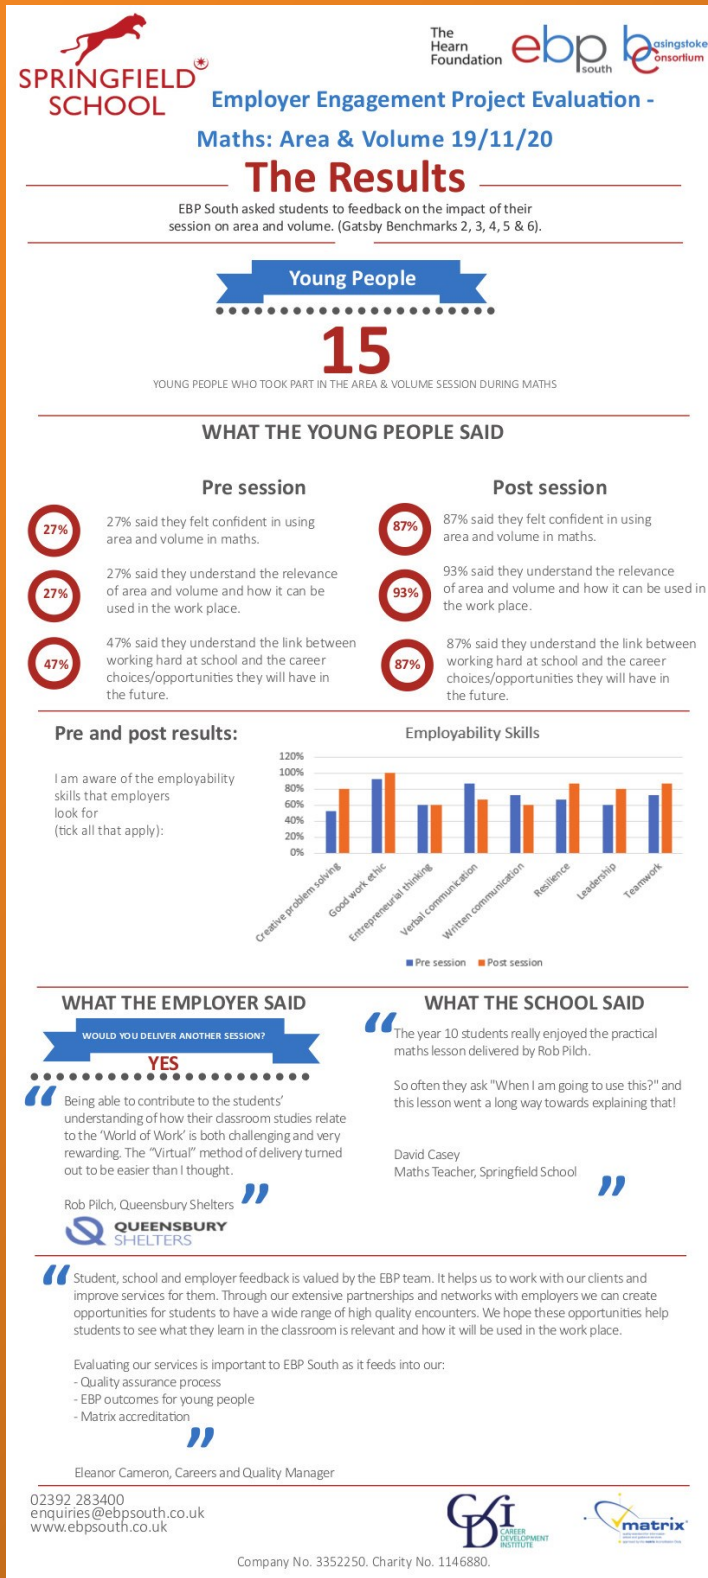 SPRINGFIELD
SCHOOL
The
Hearn
Foundation
ebp
south
bc
asingstoke
onsortium
Employer Engagement Project Evaluation -
Maths: Area & Volume 19/11/20
The Results
EBP South asked students to feedback on the impact of their
session on area and volume. (Gatsby Benchmarks 2, 3, 4, 5 & 6).
Young People
15
YOUNG PEOPLE WHO TOOK PART IN THE AREA & VOLUME SESSION DURING MATHS
WHAT THE YOUNG PEOPLE SAID
Pre session
27%
27% said they felt confident in using
area and volume in maths.
27%
27% said they understand the relevance
of area and volume and how it can be
used in the work place.
47%
47% said they understand the link between
working hard at school and the career
choices/opportunities they will have in
the future.
Post session
87%
87% said they felt confident in using
area and volume in maths.
93%
93% said they understand the relevance
of area and volume and how it can be used in
the work place.
87%
87% said they understand the link between
working hard at school and the career
choices/opportunities they will have in
the future.
Pre and post results:
I am aware of the employability
skills that employers
look for
(tick all that apply):
Employability Skills
120%
100%
80%
60%
40%
20%
0%
Creative problem solving
Good work ethic
Entrepreneurial thinking
Verbal communication
Written communication
Resilience
Leadership
Teamwork
Pre session
Post session
WHAT THE EMPLOYER SAID
WOULD YOU DELIVER ANOTHER SESSION?
YES
“
Being able to contribute to the students’
understanding of how their classroom studies relate
to the ‘World of Work’ is both challenging and very
rewarding. The “Virtual” method of delivery turned
out to be easier than I thought.
”
Rob Pilch, Queensbury Shelters
QUEENSBURY
SHELTERS
WHAT THE SCHOOL SAID
“
The year 10 students really enjoyed the practical
maths lesson delivered by Rob Pilch.
So often they ask "When I am going to use this?" and
this lesson went a long way towards explaining that!
David Casey
Maths Teacher, Springfield School
”
“
Student, school and employer feedback is valued by the EBP team. It helps us to work with our clients and
improve services for them. Through our extensive partnerships and networks with employers we can create
opportunities for students to have a wide range of high quality encounters. We hope these opportunities help
students to see what they learn in the classroom is relevant and how it will be used in the work place.
Evaluating our services is important to EBP South as it feeds into our:
- Quality assurance process
- EBP outcomes for young people
- Matrix accreditation
”
Eleanor Cameron, Careers and Quality Manager
02392 283400
enquiries@ebpsouth.co.uk
www.ebpsouth.co.uk
CDI
CAREER
DEVELOPMENT
INSTITUTE
matrix
Company No. 3352250. Charity No. 1146880.